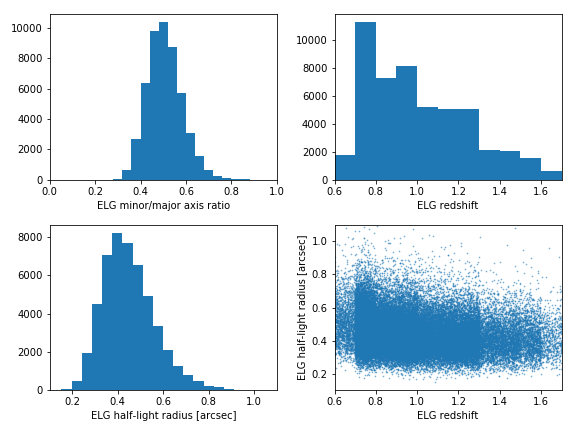 10000
8000
6000
4000
2000
0
0.0 0.2 0.4 0.6 0.8 1.0
ELG minor/major axis ratio
10000
8000
6000
4000
2000
0
0.6 0.8 1.0 1.2 1.4 1.6
ELG redshift
8000
6000
4000
2000
0
0.2 0.4 0.6 0.8 1.0
ELG half-light radius [arcsec]
ELG half-light radius [arcsec]
1.0
0.8
0.6
0.4
0.2
0.6 0.8 1.0 1.2 1.4 1.6
ELG redshift